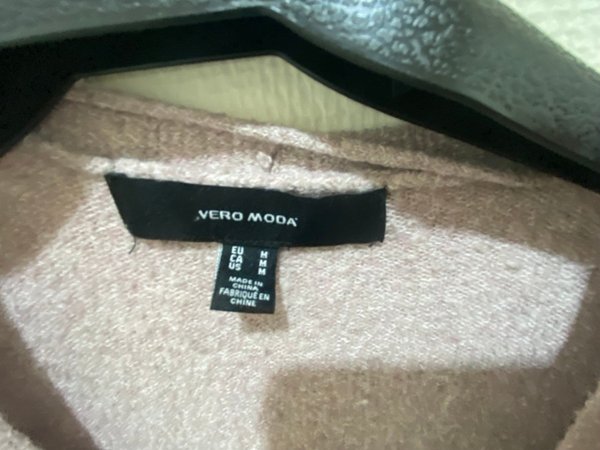 VERO MODA
EU M
CA M
US M
MADE IN
CHINA
FABRIQUÉ EN
CHINE